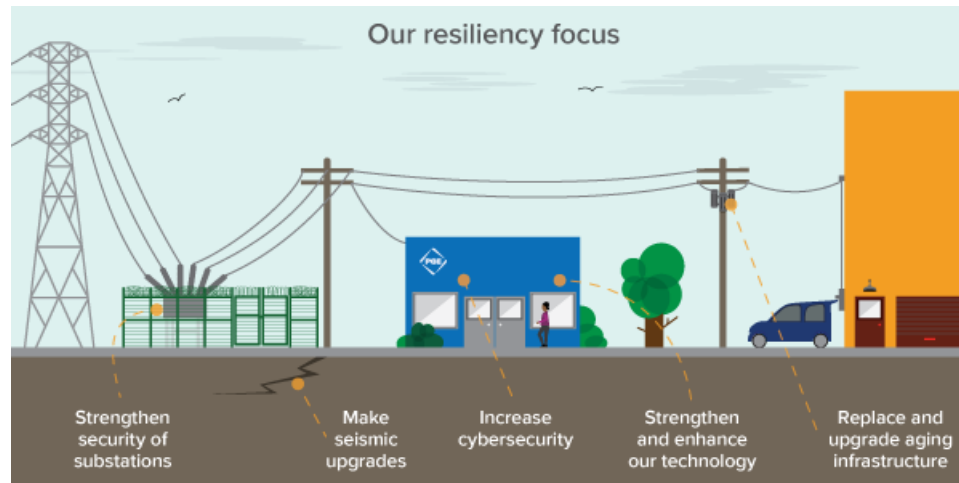 Our resiliency focus
PGE
Strengthen
security of
substations
Make
seismic
upgrades
Increase
cybersecurity
Strengthen
and enhance
our technology
Replace and
upgrade aging
infrastructure